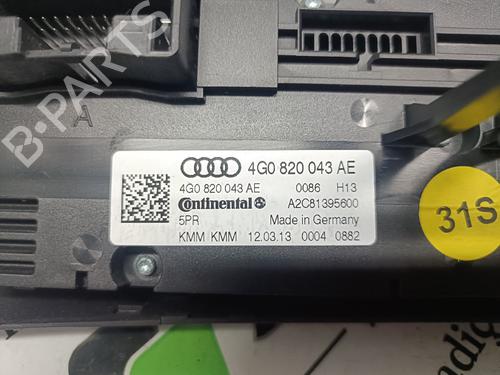 B-PARTS
A
4G0 820 043 AE
4G0 820 043 AE 0086 H13
Continental A2C81395600
5PR Made in Germany
KMM KMM 12.03.13 0004 0882
31S